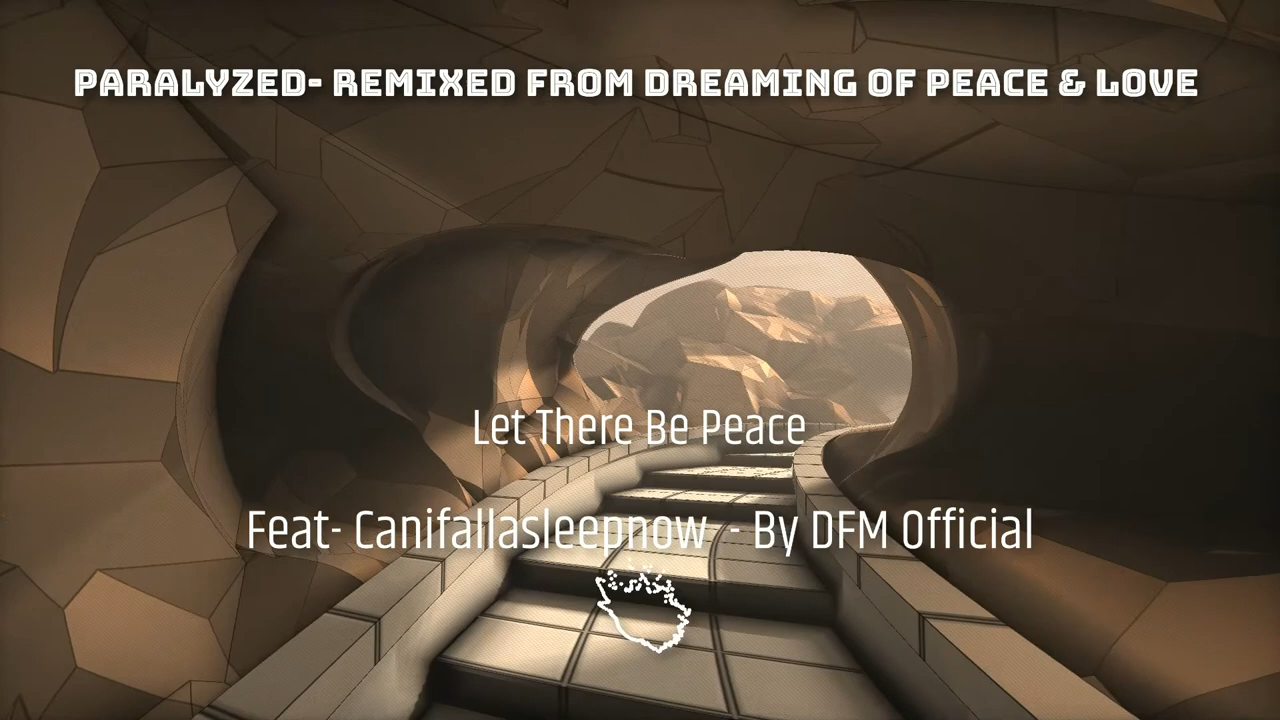 PARALYZED- REMIXED FROM DREAMING OF PEACE & LOVE
Let There Be Peace
Feat- Canifallasleepnow - By DFM Official